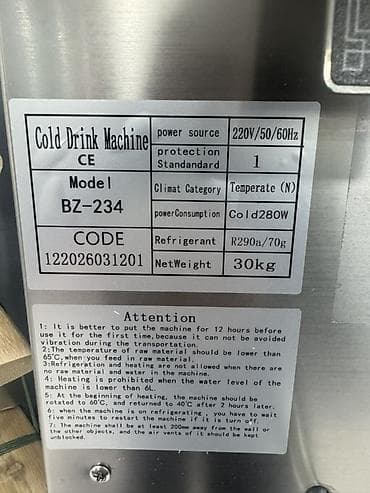 Cold Drink Machine
CE
power source 220V/50/60Hz
protection Standandard 1
Model
BZ-234
Climat Category Temperate (N)
powerConsumption Cold280W
CODE
122026031201
Refrigerant R290a/70g
NetWeight 30kg
Attention
1: It is better to put the machine for 12 hours before
use it for the first time,because it can not be avoided
vibration during the transportation.
2:The temperature of raw material should be lower than
65℃,when you feed in raw material.
3:Refrigeration and heating are not allowed when there are
no raw material and water in the machine.
4: Heating is prohibited when the water level of the
machine is lower than 6L.
5: At the beginning of heating, the machine should be
rotated to 60℃, and returned to 40℃ after 2 hours later.
6: when the machine is on refrigerating , you have to wait
five minutes to restart the machine if it is turn off.
7: The machine shall be at least 200mm away from the wall or
the other objects, and the air vents of it should be kept
unblocked.